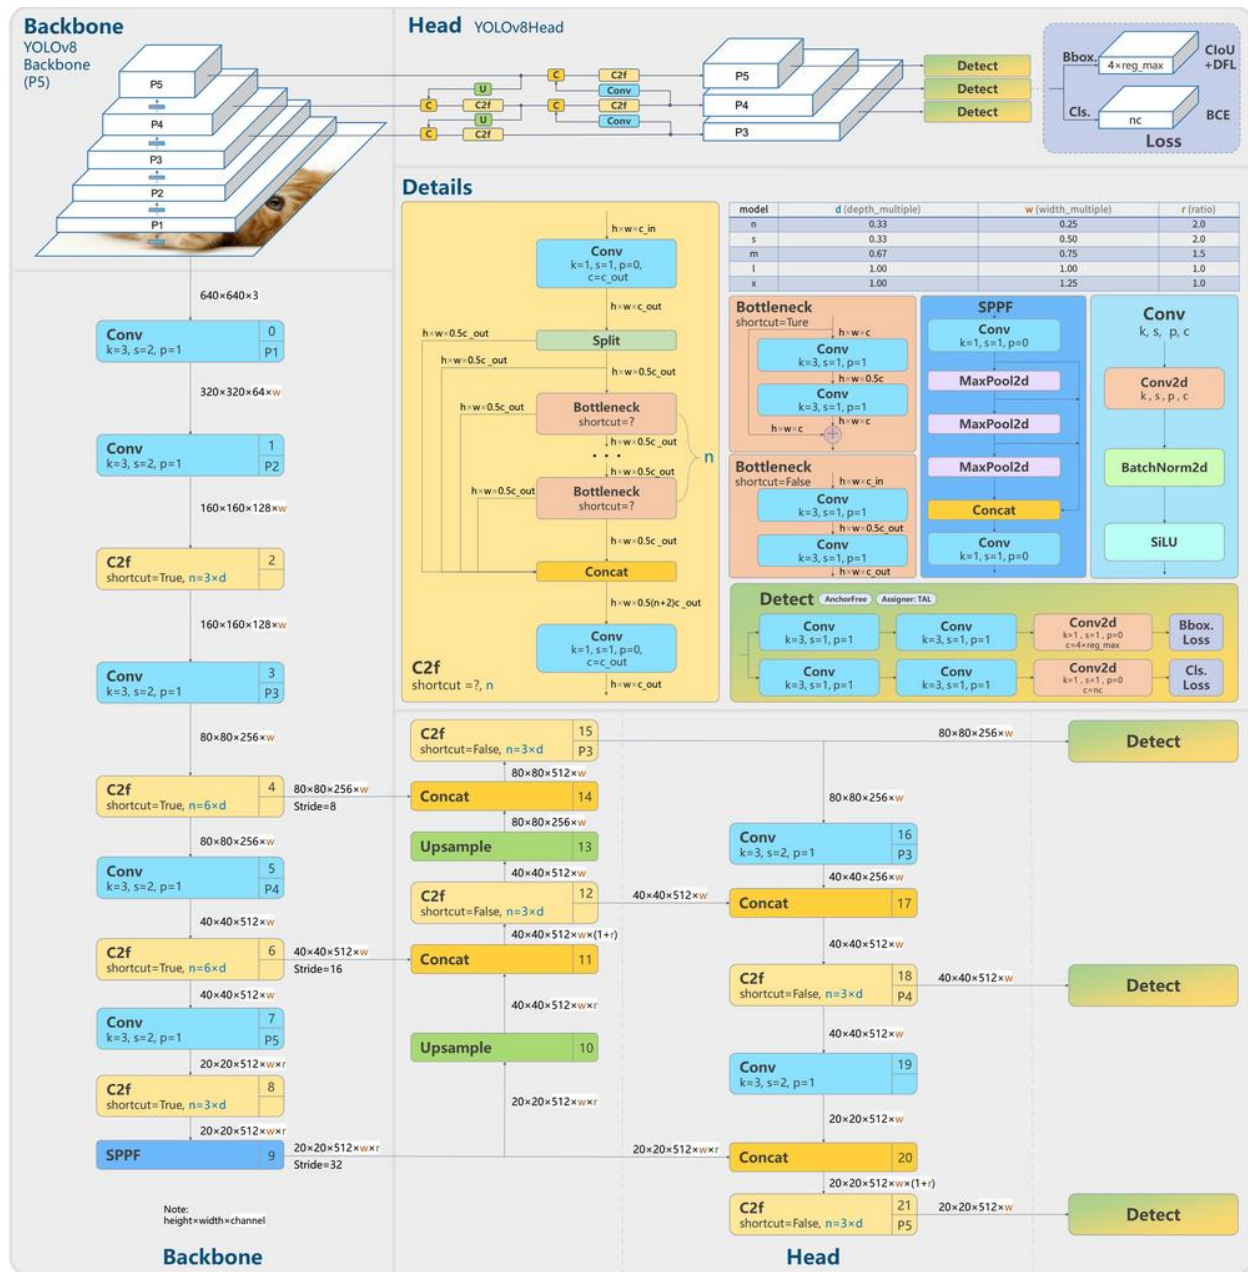 Backbone
YOLOv8
Backbone
(P5)
P5
P4
P3
P2
P1
Head YOLOv8Head
C
C2f
U
Conv
C
C2f
C
C2f
U
Conv
C
C2f
P5
P4
P3
Detect
Detect
Detect
Bbox.
4×reg_max
CIoU
+DFL
Cls.
nc
BCE
Loss
640×640×3
Conv
k=3, s=2, p=1
0
P1
320×320×64×w
Conv
k=3, s=2, p=1
1
P2
160×160×128×w
C2f
shortcut=True, n=3×d
2
160×160×128×w
Conv
k=3, s=2, p=1
3
P3
80×80×256×w
C2f
shortcut=True, n=6×d
4
80×80×256×w
Stride=8
80×80×256×w
Conv
k=3, s=2, p=1
5
P4
40×40×512×w
C2f
shortcut=True, n=6×d
6
40×40×512×w
Stride=16
40×40×512×w
Conv
k=3, s=2, p=1
7
P5
20×20×512×w×r
C2f
shortcut=True, n=3×d
8
20×20×512×w×r
SPPF
9
20×20×512×w×r
Stride=32
Note:
height×width×channel
Backbone
Details
h×w×c_in
Conv
k=1, s=1, p=0,
c=c_out
h×w×c_out
h×w×0.5c_out
Split
h×w×0.5c_out
h×w×0.5c_out
h×w×0.5c_out
Bottleneck
shortcut=?
h×w×0.5c_out
· · ·
n
h×w×0.5c_out
h×w×0.5c_out
Bottleneck
shortcut=?
h×w×0.5c_out
Concat
h×w×0.5(n+2)c_out
Conv
k=1, s=1, p=0,
c=c_out
C2f
shortcut =?, n
h×w×c_out
model d (depth_multiple) w (width_multiple) r (ratio)
n 0.33 0.25 2.0
s 0.33 0.50 2.0
m 0.67 0.75 1.5
l 1.00 1.00 1.0
x 1.00 1.25 1.0
Bottleneck
shortcut=Ture
h×w×c
Conv
k=3, s=1, p=1
h×w×0.5c
Conv
k=3, s=1, p=1
h×w×c
h×w×c
Bottleneck
shortcut=False
h×w×c_in
Conv
k=3, s=1, p=1
h×w×0.5c_out
Conv
k=3, s=1, p=1
h×w×c_out
SPPF
Conv
k=1, s=1, p=0
MaxPool2d
MaxPool2d
MaxPool2d
Concat
Conv
k=1, s=1, p=0
Conv
k, s, p, c
Conv2d
k, s, p, c
BatchNorm2d
SiLU
Detect AnchorFree Assigner: TAL
Conv
k=3, s=1, p=1
Conv
k=3, s=1, p=1
Conv2d
k=1, s=1, p=0
c=4×reg_max
Bbox.
Loss
Conv
k=3, s=1, p=1
Conv
k=3, s=1, p=1
Conv2d
k=1, s=1, p=0
c=nc
Cls.
Loss
C2f
shortcut=False, n=3×d
15
P3
80×80×512×w
Concat
14
80×80×256×w
Upsample
13
40×40×512×w
C2f
shortcut=False, n=3×d
12
40×40×512×w
40×40×512×w×(1+r)
Concat
11
40×40×512×w×r
Upsample
10
20×20×512×w×r
80×80×256×w
Detect
80×80×256×w
Conv
k=3, s=2, p=1
16
P3
40×40×256×w
Concat
17
40×40×512×w
C2f
shortcut=False, n=3×d
18
P4
40×40×512×w
Detect
40×40×512×w
Conv
k=3, s=2, p=1
19
20×20×512×w
20×20×512×w×r
Concat
20
20×20×512×w×(1+r)
C2f
shortcut=False, n=3×d
21
P5
20×20×512×w
Detect
Head